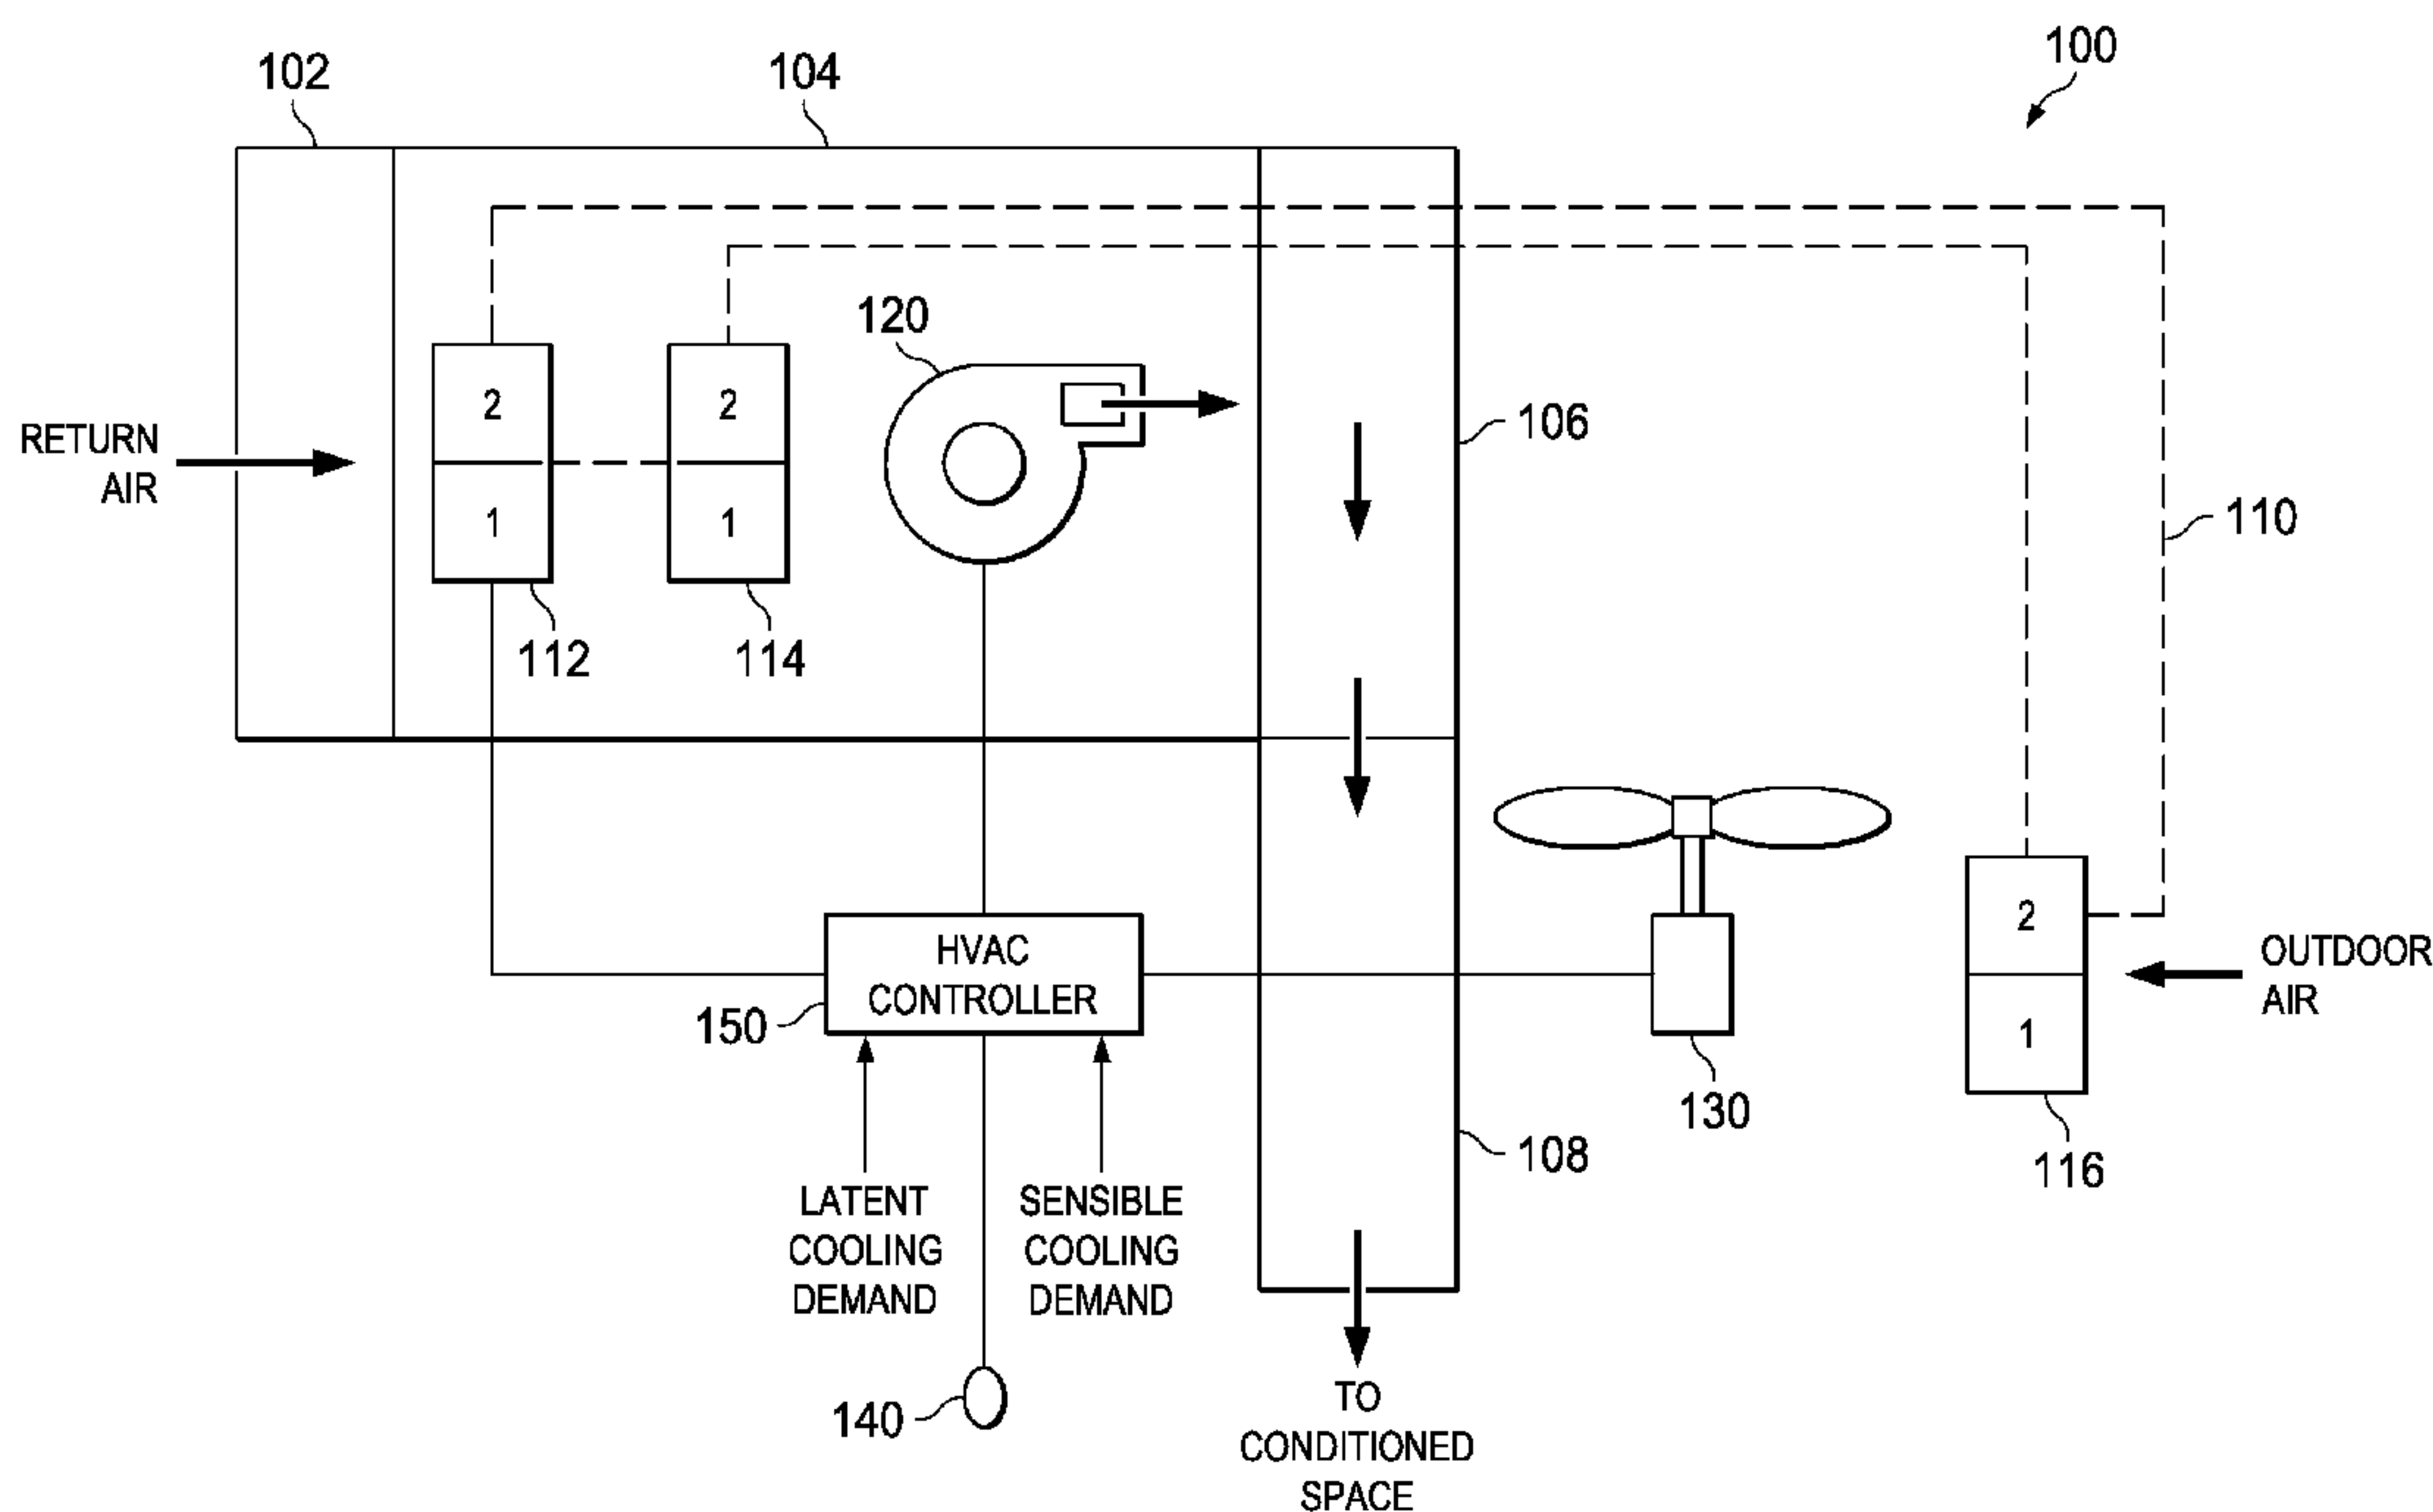 100
102
104
120
2
2
106
RETURN
AIR
1
1
110
112
114
HVAC
CONTROLLER
2
OUTDOOR
AIR
150
1
130
108
116
LATENT
COOLING
DEMAND
SENSIBLE
COOLING
DEMAND
140
TO
CONDITIONED
SPACE